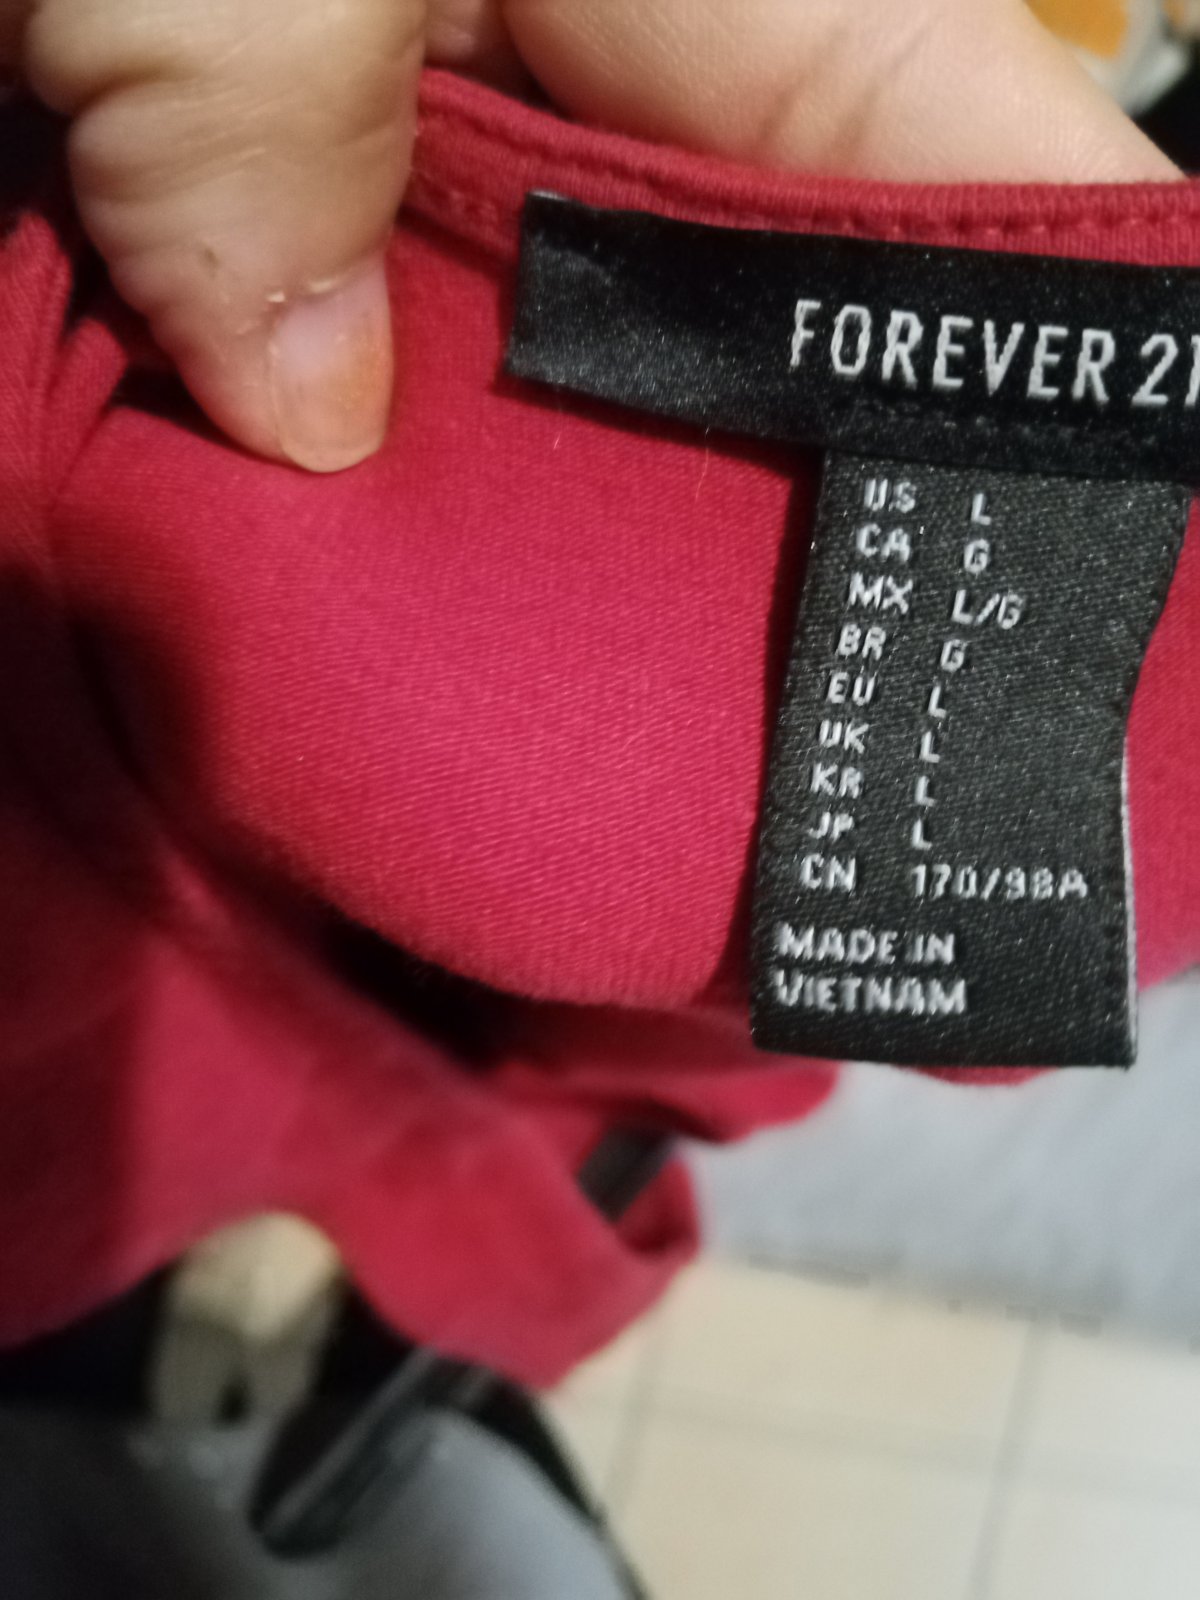 FOREVER 21
US L
CA G
MX L/G
BR G
EU L
UK L
KR L
JP L
CN 170/98A
MADE IN
VIETNAM